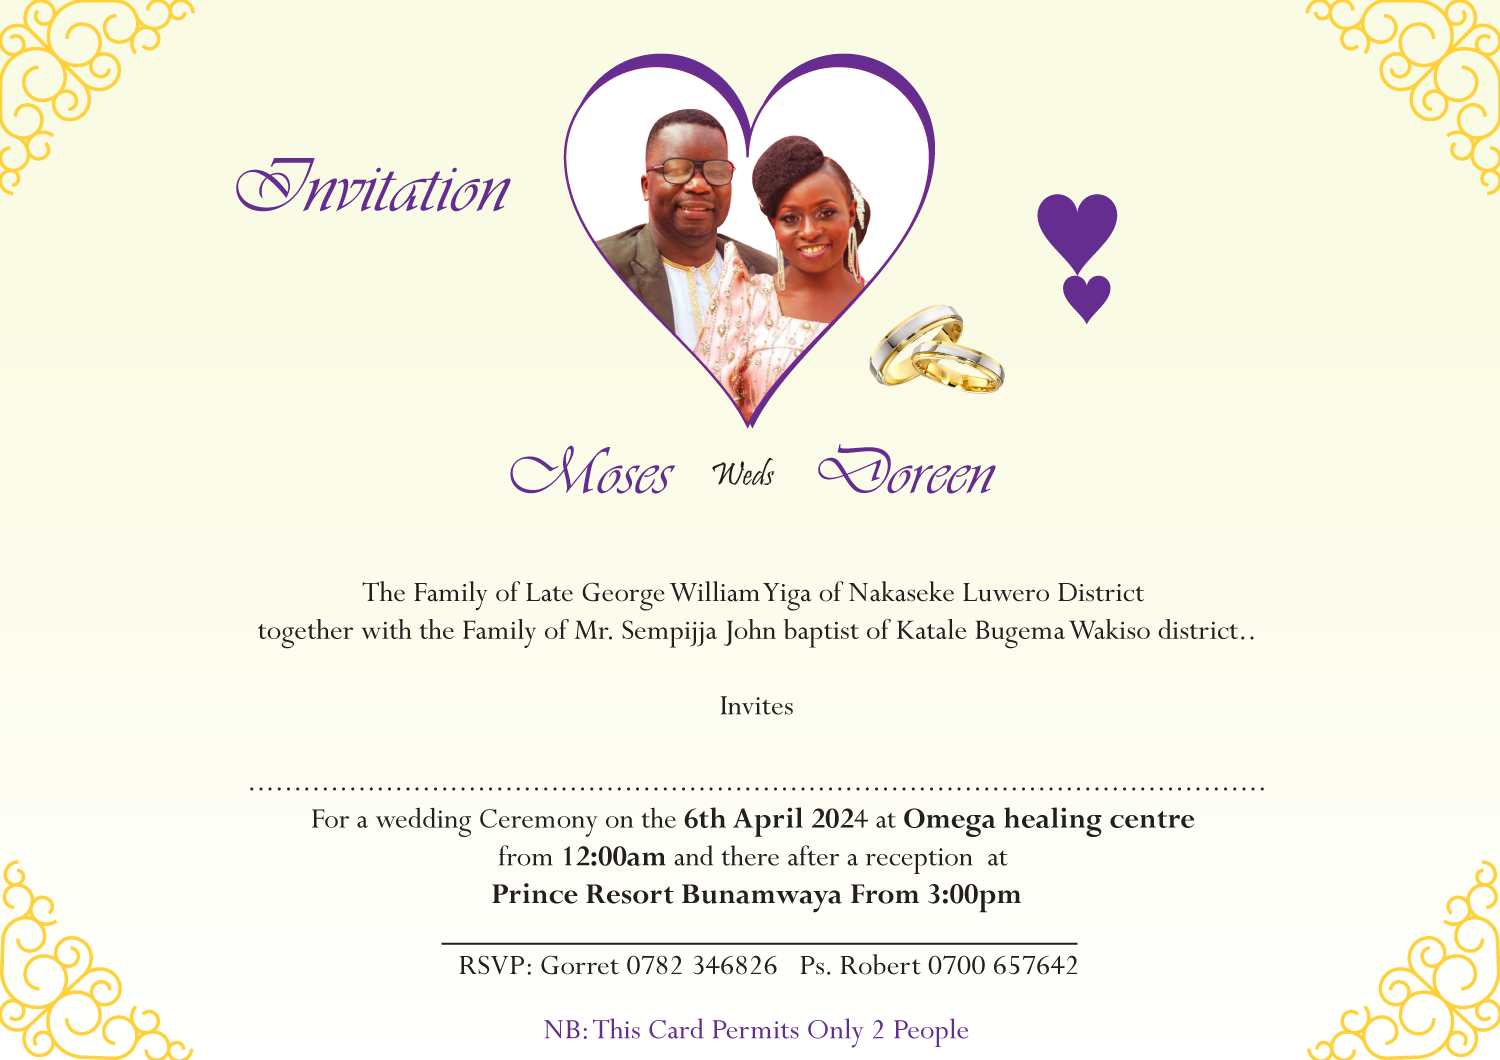 Invitation
Moses Weds Doreen
The Family of Late George William Yiga of Nakaseke Luwero District
together with the Family of Mr. Sempijja John baptist of Katale Bugema Wakiso district..
Invites
................................................................................................................
For a wedding Ceremony on the 6th April 2024 at Omega healing centre
from 12:00am and there after a reception at
Prince Resort Bunamwaya From 3:00pm
RSVP: Gorret 0782 346826 Ps. Robert 0700 657642
NB: This Card Permits Only 2 People